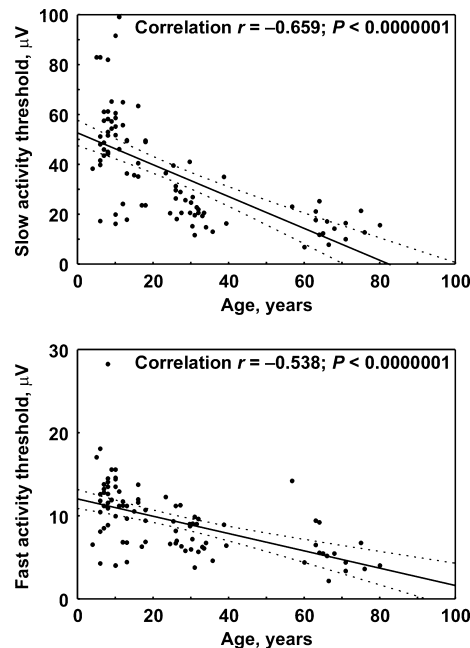 Correlation r = –0.659; P < 0.0000001
Slow activity threshold, μV
100
80
60
40
20
0
0 20 40 60 80 100
Age, years
Correlation r = –0.538; P < 0.0000001
Fast activity threshold, μV
30
20
10
0
0 20 40 60 80 100
Age, years